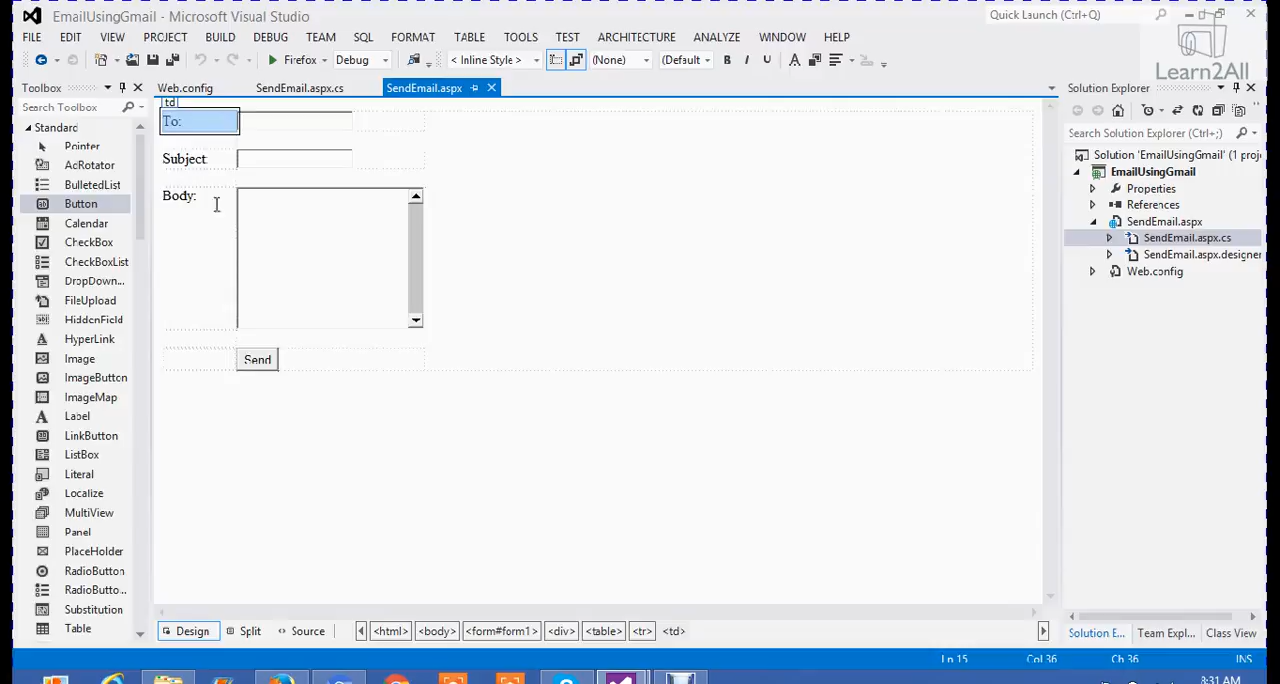 EmailUsingGmail - Microsoft Visual Studio
Quick Launch (Ctrl+Q)
FILE EDIT VIEW PROJECT BUILD DEBUG TEAM SQL FORMAT TABLE TOOLS TEST ARCHITECTURE ANALYZE WINDOW HELP
Firefox Debug < Inline Style > (None) (Default B I U A
Learn2All
Toolbox
Web.config SendEmail.aspx.cs SendEmail.aspx
Solution Explorer
Search Toolbox
Standard
Pointer
AdRotator
BulletedList
Button
Calendar
CheckBox
CheckBoxList
DropDown...
FileUpload
HiddenField
HyperLink
Image
ImageButton
ImageMap
Label
LinkButton
ListBox
Literal
Localize
MultiView
Panel
PlaceHolder
RadioButton
RadioButto...
Substitution
Table
td
To:
Subject:
Body:
Send
Search Solution Explorer (Ctrl+;)
Solution 'EmailUsingGmail' (1 proje
EmailUsingGmail
Properties
References
SendEmail.aspx
SendEmail.aspx.cs
SendEmail.aspx.designer
Web.config
Design Split Source <html> <body> <form#form1> <div> <table> <tr> <td>
Solution E... Team Expl... Class View
Ln 15 Col 36 Ch 36 INS
8:31 AM